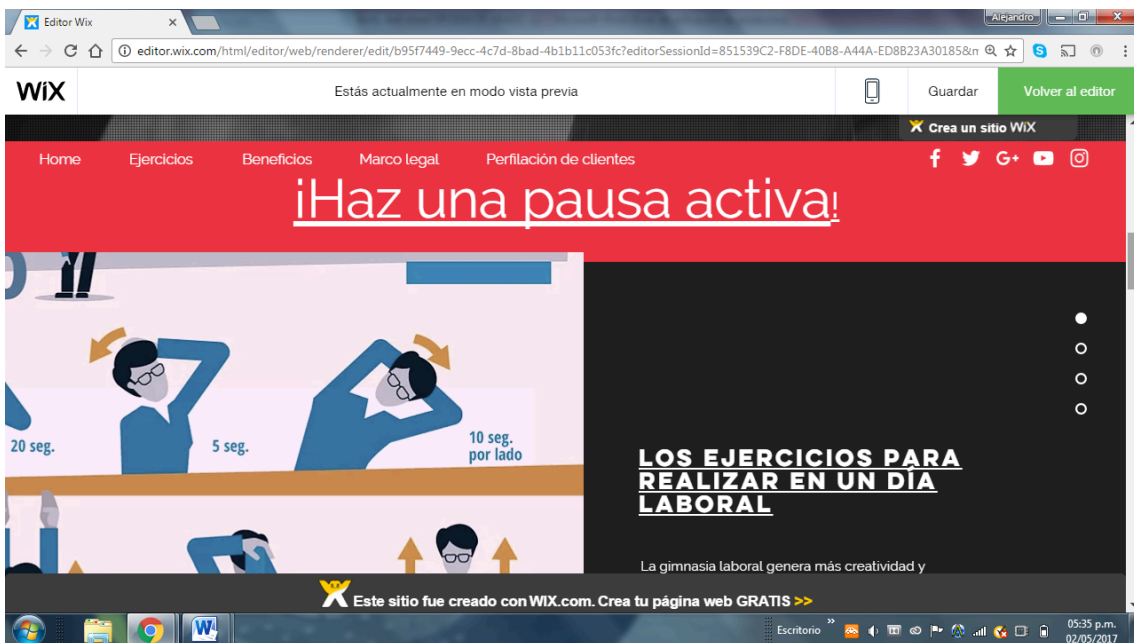 Editor Wix
Alejandro
editor.wix.com/html/editor/web/renderer/edit/b95f7449-9ecc-4c7d-8bad-4b1b11c053fc?editorSessionId=851539C2-F8DE-40B8-A44A-ED8B23A30185&n
WiX
Estás actualmente en modo vista previa
Guardar
Volver al editor
Crea un sitio WiX
Home Ejercicios Beneficios Marco legal Perfilación de clientes
¡Haz una pausa activa!
20 seg.
5 seg.
10 seg.
por lado
LOS EJERCICIOS PARA
REALIZAR EN UN DÍA
LABORAL
La gimnasia laboral genera más creatividad y
Este sitio fue creado con WIX.com. Crea tu página web GRATIS >>
Escritorio
05:35 p.m.
02/05/2017